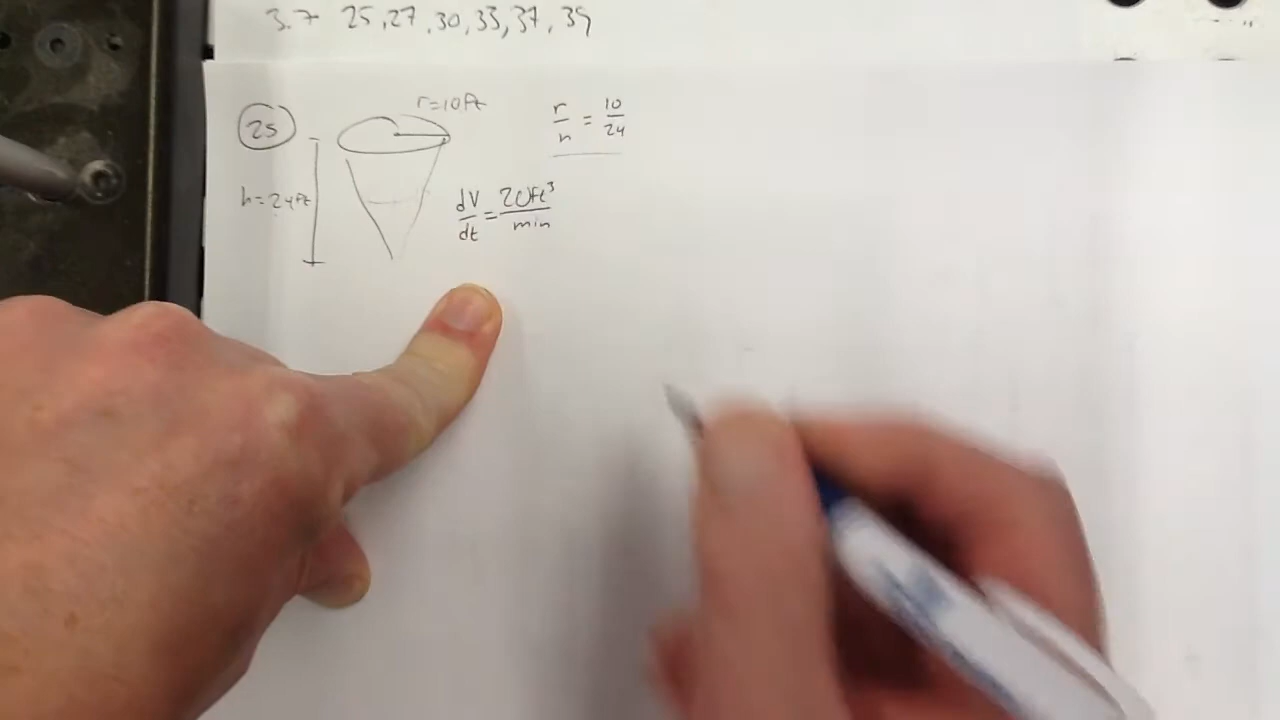 3.7 25, 27, 30, 33, 37, 39
25
r=10ft
r/h = 10/24
h=24ft
dV/dt = 20ft³/min